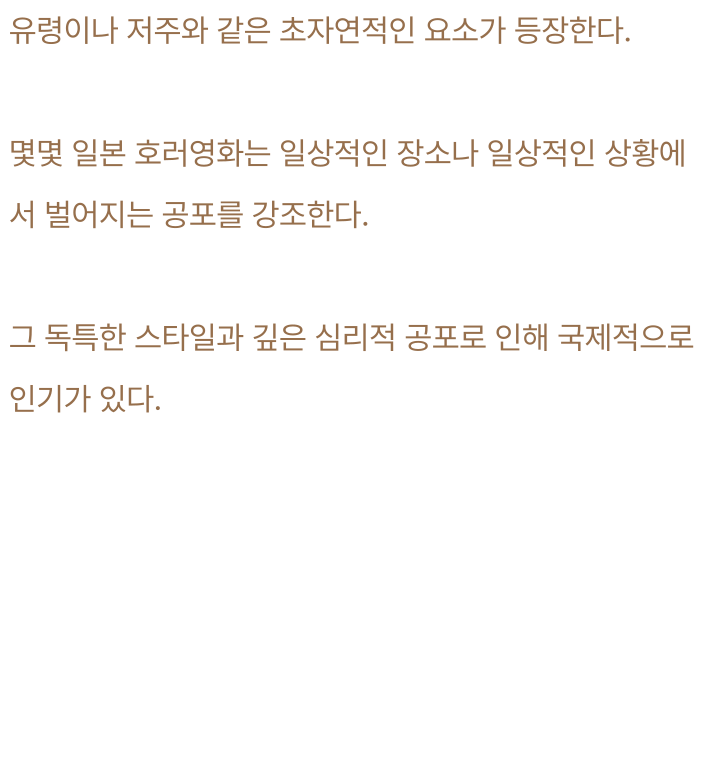 유령이나 저주와 같은 초자연적인 요소가 등장한다.
몇몇 일본 호러영화는 일상적인 장소나 일상적인 상황에
서 벌어지는 공포를 강조한다.
그 독특한 스타일과 깊은 심리적 공포로 인해 국제적으로
인기가 있다.